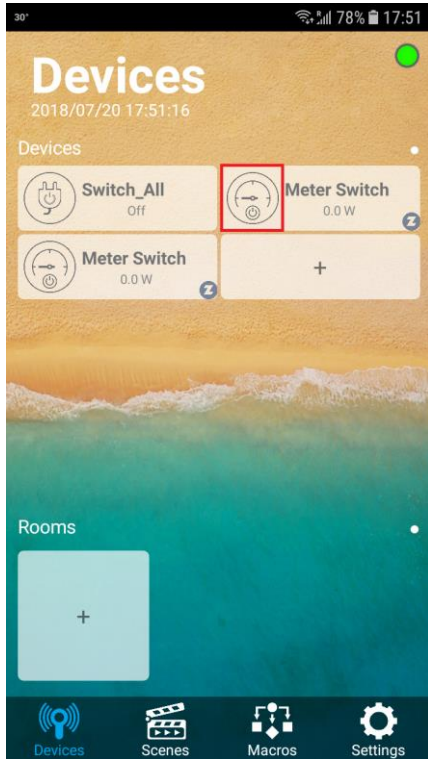 30°
78% 17:51
Devices
2018/07/20 17:51:16
Devices
Switch_All
Off
Meter Switch
0.0 W
Z
Meter Switch
0.0 W
Z
+
Rooms
+
Devices Scenes Macros Settings